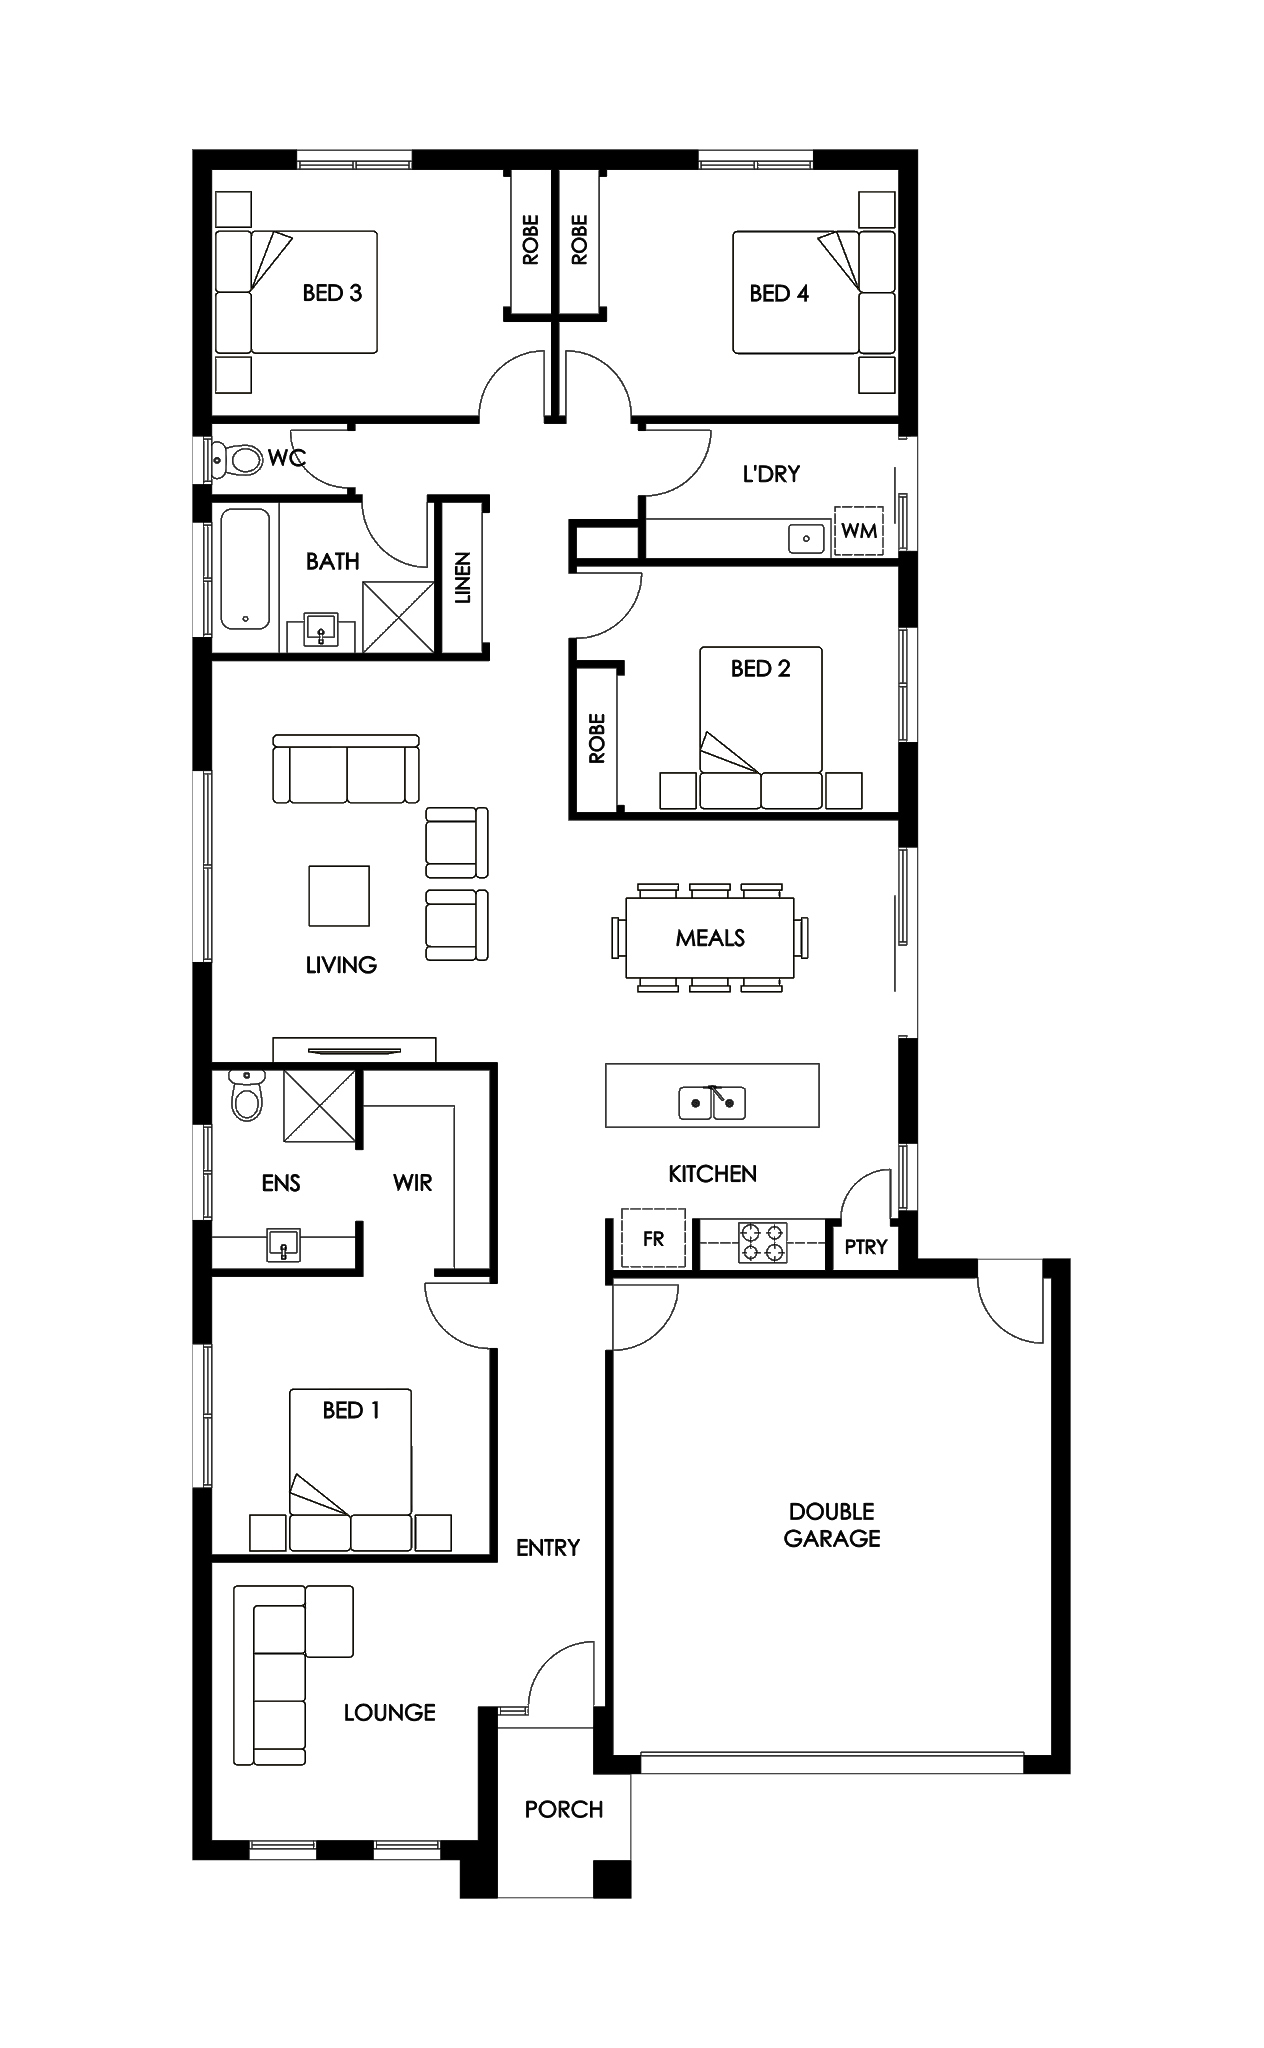 ROBE
ROBE
BED 3
BED 4
WC
L'DRY
WM
BATH
LINEN
BED 2
ROBE
MEALS
LIVING
KITCHEN
ENS
WIR
FR
PTRY
BED 1
DOUBLE
GARAGE
ENTRY
LOUNGE
PORCH